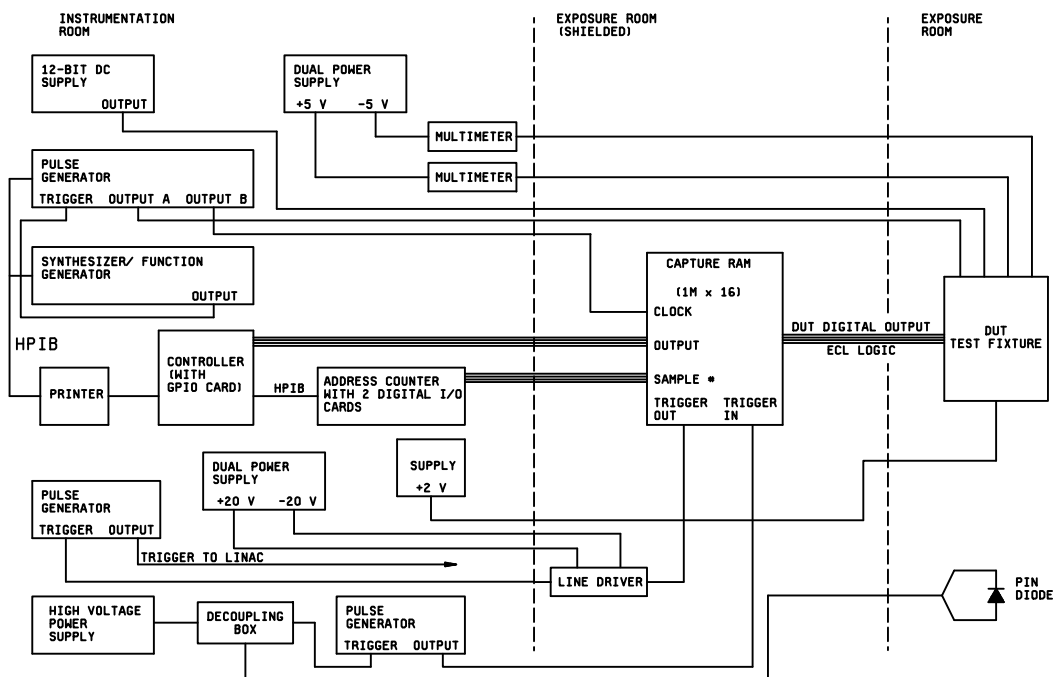 INSTRUMENTATION
ROOM
EXPOSURE ROOM
(SHIELDED)
EXPOSURE
ROOM
12-BIT DC
SUPPLY
OUTPUT
DUAL POWER
SUPPLY
+5 V -5 V
MULTIMETER
MULTIMETER
PULSE
GENERATOR
TRIGGER OUTPUT A OUTPUT B
SYNTHESIZER/ FUNCTION
GENERATOR
OUTPUT
CAPTURE RAM
(1M x 16)
CLOCK
OUTPUT
SAMPLE #
TRIGGER
OUT
TRIGGER
IN
DUT DIGITAL OUTPUT
ECL LOGIC
DUT
TEST FIXTURE
HPIB
PRINTER
CONTROLLER
(WITH
GPIO CARD)
HPIB
ADDRESS COUNTER
WITH 2 DIGITAL I/O
CARDS
DUAL POWER
SUPPLY
+20 V -20 V
SUPPLY
+2 V
PULSE
GENERATOR
TRIGGER OUTPUT
TRIGGER TO LINAC
LINE DRIVER
PIN
DIODE
HIGH VOLTAGE
POWER
SUPPLY
DECOUPLING
BOX
PULSE
GENERATOR
TRIGGER OUTPUT